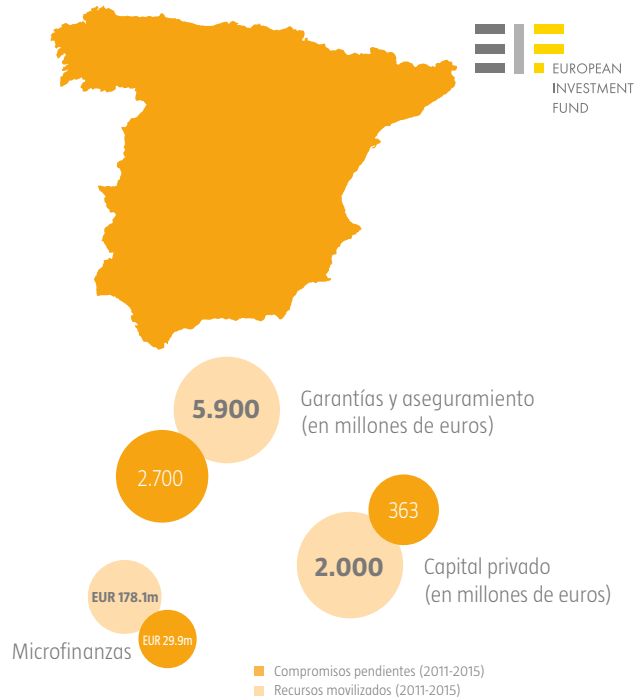 EUROPEAN
INVESTMENT
FUND
5.900
Garantías y aseguramiento
(en millones de euros)
2.700
363
2.000
Capital privado
(en millones de euros)
EUR 178.1m
EUR 29.9m
Microfinanzas
Compromisos pendientes (2011-2015)
Recursos movilizados (2011-2015)